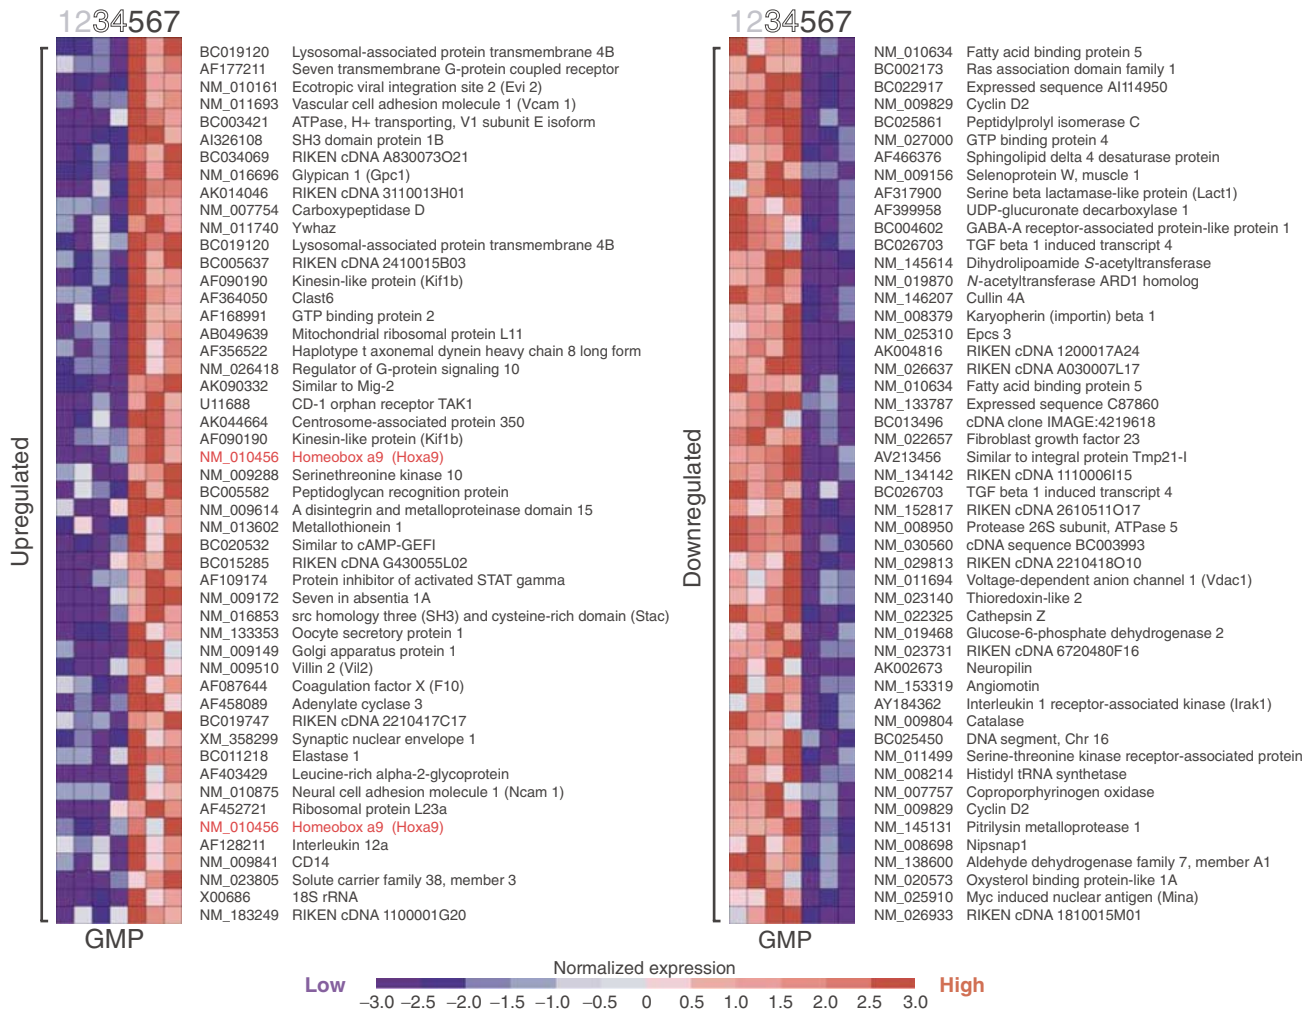 1234567
BC019120 Lysosomal-associated protein transmembrane 4B
AF177211 Seven transmembrane G-protein coupled receptor
NM_010161 Ecotropic viral integration site 2 (Evi 2)
NM_011693 Vascular cell adhesion molecule 1 (Vcam 1)
BC003421 ATPase, H+ transporting, V1 subunit E isoform
AI326108 SH3 domain protein 1B
BC034069 RIKEN cDNA A830073O21
NM_016696 Glypican 1 (Gpc1)
AK014046 RIKEN cDNA 3110013H01
NM_007754 Carboxypeptidase D
NM_011740 Ywhaz
BC019120 Lysosomal-associated protein transmembrane 4B
BC005637 RIKEN cDNA 2410015B03
AF090190 Kinesin-like protein (Kif1b)
AF364050 Clast6
AF168991 GTP binding protein 2
AB049639 Mitochondrial ribosomal protein L11
AF356522 Haplotype t axonemal dynein heavy chain 8 long form
NM_026418 Regulator of G-protein signaling 10
AK090332 Similar to Mig-2
U11688 CD-1 orphan receptor TAK1
AK044664 Centrosome-associated protein 350
AF090190 Kinesin-like protein (Kif1b)
NM_010456 Homeobox a9 (Hoxa9)
NM_009288 Serinethreonine kinase 10
BC005582 Peptidoglycan recognition protein
NM_009614 A disintegrin and metalloproteinase domain 15
NM_013602 Metallothionein 1
BC020532 Similar to cAMP-GEFI
BC015285 RIKEN cDNA G430055L02
AF109174 Protein inhibitor of activated STAT gamma
NM_009172 Seven in absentia 1A
NM_016853 src homology three (SH3) and cysteine-rich domain (Stac)
NM_133353 Oocyte secretory protein 1
NM_009149 Golgi apparatus protein 1
NM_009510 Villin 2 (Vil2)
AF087644 Coagulation factor X (F10)
AF458089 Adenylate cyclase 3
BC019747 RIKEN cDNA 2210417C17
XM_358299 Synaptic nuclear envelope 1
BC011218 Elastase 1
AF403429 Leucine-rich alpha-2-glycoprotein
NM_010875 Neural cell adhesion molecule 1 (Ncam 1)
AF452721 Ribosomal protein L23a
NM_010456 Homeobox a9 (Hoxa9)
AF128211 Interleukin 12a
NM_009841 CD14
NM_023805 Solute carrier family 38, member 3
X00686 18S rRNA
NM_183249 RIKEN cDNA 1100001G20
Upregulated
GMP
1234567
NM_010634 Fatty acid binding protein 5
BC002173 Ras association domain family 1
BC022917 Expressed sequence AI114950
NM_009829 Cyclin D2
BC025861 Peptidylprolyl isomerase C
NM_027000 GTP binding protein 4
AF466376 Sphingolipid delta 4 desaturase protein
NM_009156 Selenoprotein W, muscle 1
AF317900 Serine beta lactamase-like protein (Lact1)
AF399958 UDP-glucuronate decarboxylase 1
BC004602 GABA-A receptor-associated protein-like protein 1
BC026703 TGF beta 1 induced transcript 4
NM_145614 Dihydrolipoamide S-acetyltransferase
NM_019870 N-acetyltransferase ARD1 homolog
NM_146207 Cullin 4A
NM_008379 Karyopherin (importin) beta 1
NM_025310 Epcs 3
AK004816 RIKEN cDNA 1200017A24
NM_026637 RIKEN cDNA A030007L17
NM_010634 Fatty acid binding protein 5
NM_133787 Expressed sequence C87860
BC013496 cDNA clone IMAGE:4219618
NM_022657 Fibroblast growth factor 23
AV213456 Similar to integral protein Tmp21-I
NM_134142 RIKEN cDNA 1110006I15
BC026703 TGF beta 1 induced transcript 4
NM_152817 RIKEN cDNA 2610511O17
NM_008950 Protease 26S subunit, ATPase 5
NM_030560 cDNA sequence BC003993
NM_029813 RIKEN cDNA 2210418O10
NM_011694 Voltage-dependent anion channel 1 (Vdac1)
NM_023140 Thioredoxin-like 2
NM_022325 Cathepsin Z
NM_019468 Glucose-6-phosphate dehydrogenase 2
NM_023731 RIKEN cDNA 6720480F16
AK002673 Neuropilin
NM_153319 Angiomotin
AY184362 Interleukin 1 receptor-associated kinase (Irak1)
NM_009804 Catalase
BC025450 DNA segment, Chr 16
NM_011499 Serine-threonine kinase receptor-associated protein
NM_008214 Histidyl tRNA synthetase
NM_007757 Coproporphyrinogen oxidase
NM_009829 Cyclin D2
NM_145131 Pitrilysin metalloprotease 1
NM_008698 Nipsnap1
NM_138600 Aldehyde dehydrogenase family 7, member A1
NM_020573 Oxysterol binding protein-like 1A
NM_025910 Myc induced nuclear antigen (Mina)
NM_026933 RIKEN cDNA 1810015M01
Downregulated
GMP
Normalized expression
Low High
−3.0 −2.5 −2.0 −1.5 −1.0 −0.5 0 0.5 1.0 1.5 2.0 2.5 3.0